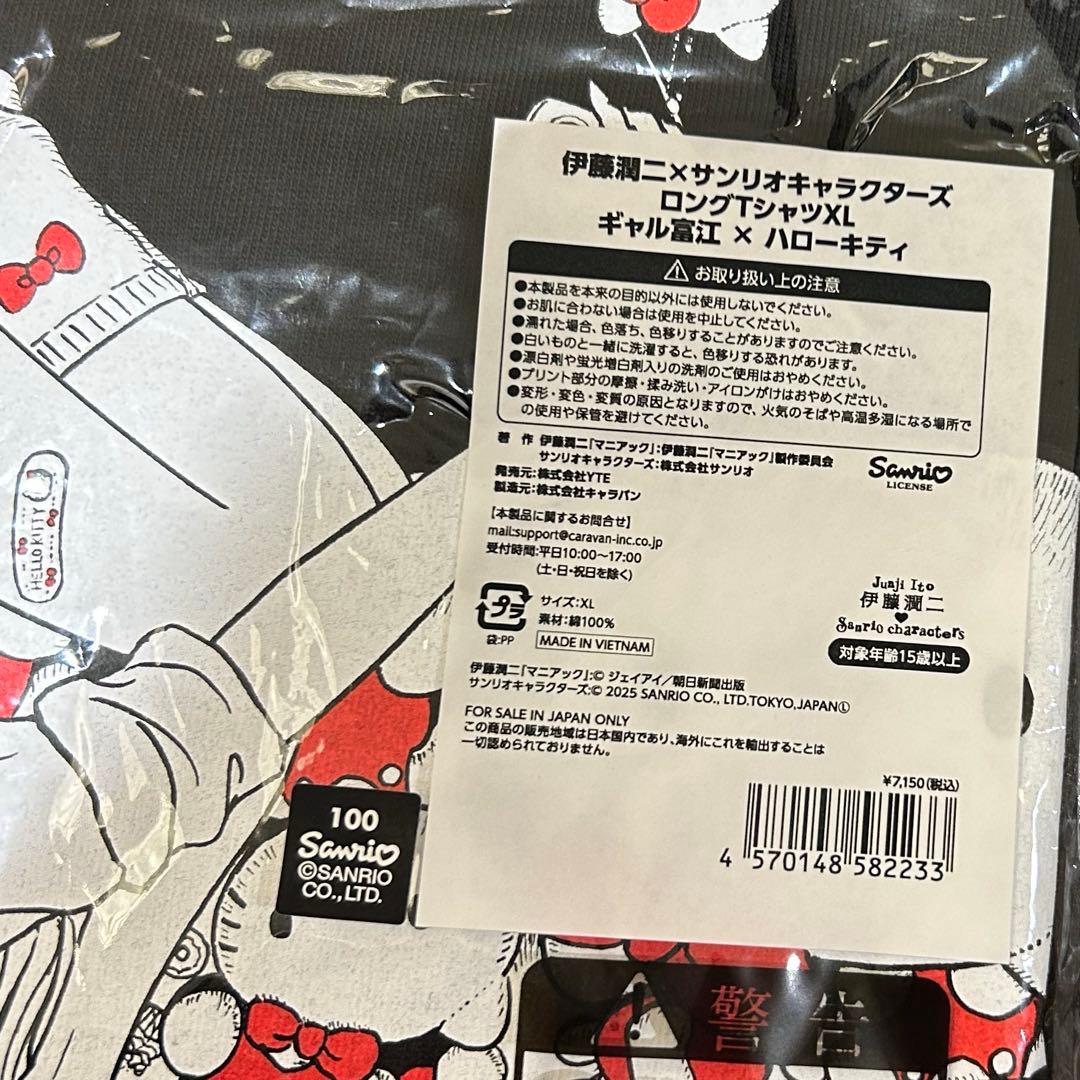 伊藤潤二×サンリオキャラクターズ
ロングTシャツXL
ギャル富江 × ハローキティ
お取り扱い上の注意
●本製品を本来の目的以外には使用しないでください。
●お肌に合わない場合は使用を中止してください。
●濡れた場合、色落ち、色移りすることがありますのでご注意ください。
●白いものと一緒に洗濯すると、色移りする恐れがあります。
●漂白剤や蛍光増白剤入りの洗剤のご使用はおやめください。
●プリント部分の摩擦・揉み洗い・アイロンがけはおやめください。
●変形・変色・変質の原因となりますので、火気のそばや高温多湿になる場所で
の使用や保管を避けてください。
著 作 伊藤潤二『マニアック』:伊藤潤二『マニアック』製作委員会
サンリオキャラクターズ:株式会社サンリオ
発売元:株式会社YTE
製造元:株式会社キャラバン
Sanrio
LICENSE
【本製品に関するお問合せ】
mail:support@caravan-inc.co.jp
受付時間:平日10:00～17:00
(土・日・祝日を除く)
プラ
袋:PP
サイズ:XL
素材:綿100%
MADE IN VIETNAM
Junji Ito
伊藤潤二
Sanrio characters
対象年齢15歳以上
伊藤潤二『マニアック』:© ジェイアイ/朝日新聞出版
サンリオキャラクターズ:© 2025 SANRIO CO., LTD.TOKYO,JAPANⓁ
FOR SALE IN JAPAN ONLY
この商品の販売地域は日本国内であり、海外にこれを輸出することは
一切認められておりません。
¥7,150(税込)
4 570148 582233
100
Sanrio
©SANRIO
CO.,LTD.
HELLO KITTY
警告